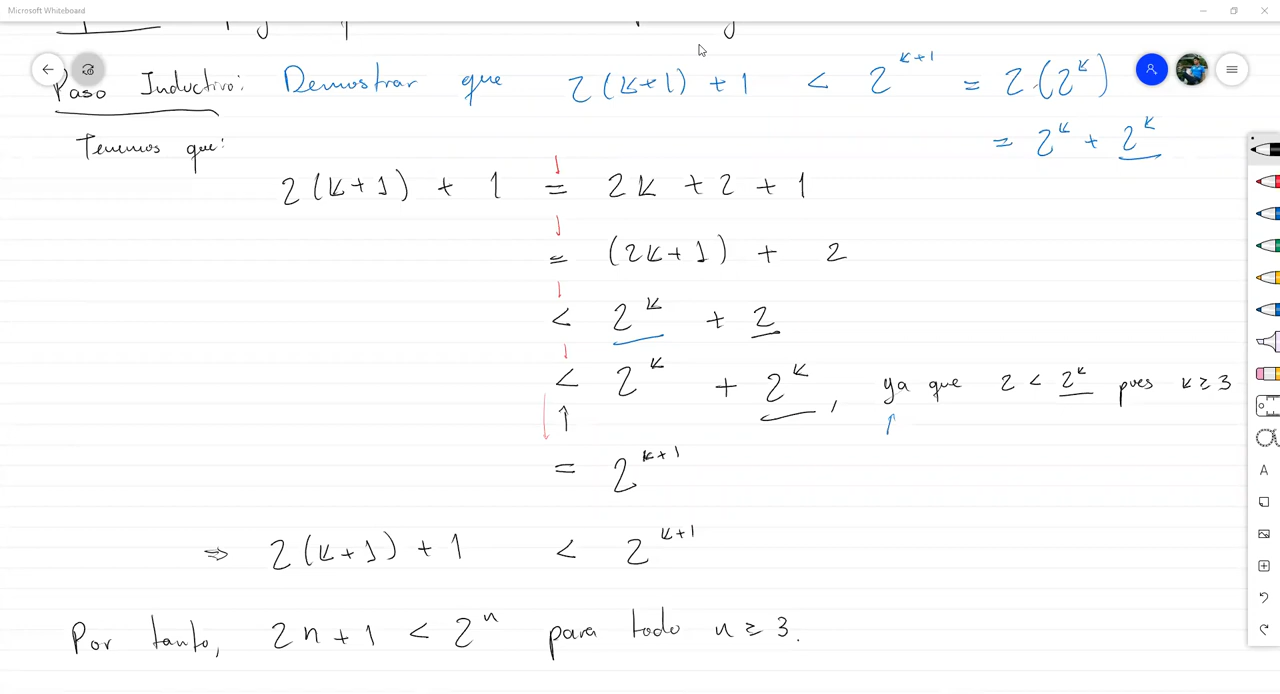 Microsoft Whiteboard
Paso Inductivo: Demostrar que 2(k+1) + 1 < 2^{k+1} = 2·(2^k)
= 2^k + 2^k
Tenemos que:
2(k+1) + 1 = 2k + 2 + 1
= (2k+1) + 2
< 2^k + 2
< 2^k + 2^k, ya que 2 < 2^k pues k ≥ 3
= 2^{k+1}
⇒ 2(k+1) + 1 < 2^{k+1}
Por tanto, 2n + 1 < 2^n para todo n ≥ 3.
A